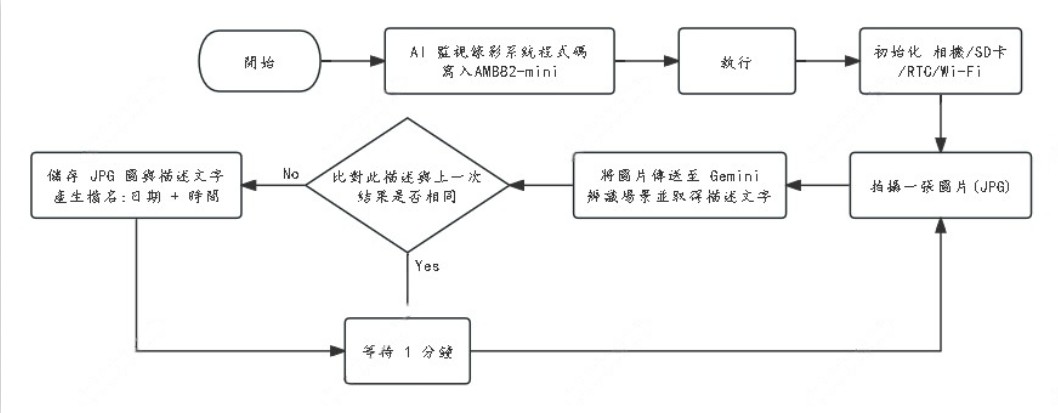 開始
AI 監視錄影系統程式碼
寫入AMB82-mini
執行
初始化 相機/SD卡
/RTC/Wi-Fi
儲存 JPG 圖與描述文字
產生檔名:日期 + 時間
No
比對此描述與上一次
結果是否相同
將圖片傳送至 Gemini
辨識場景並取得描述文字
拍攝一張圖片(JPG)
Yes
等待 1 分鐘